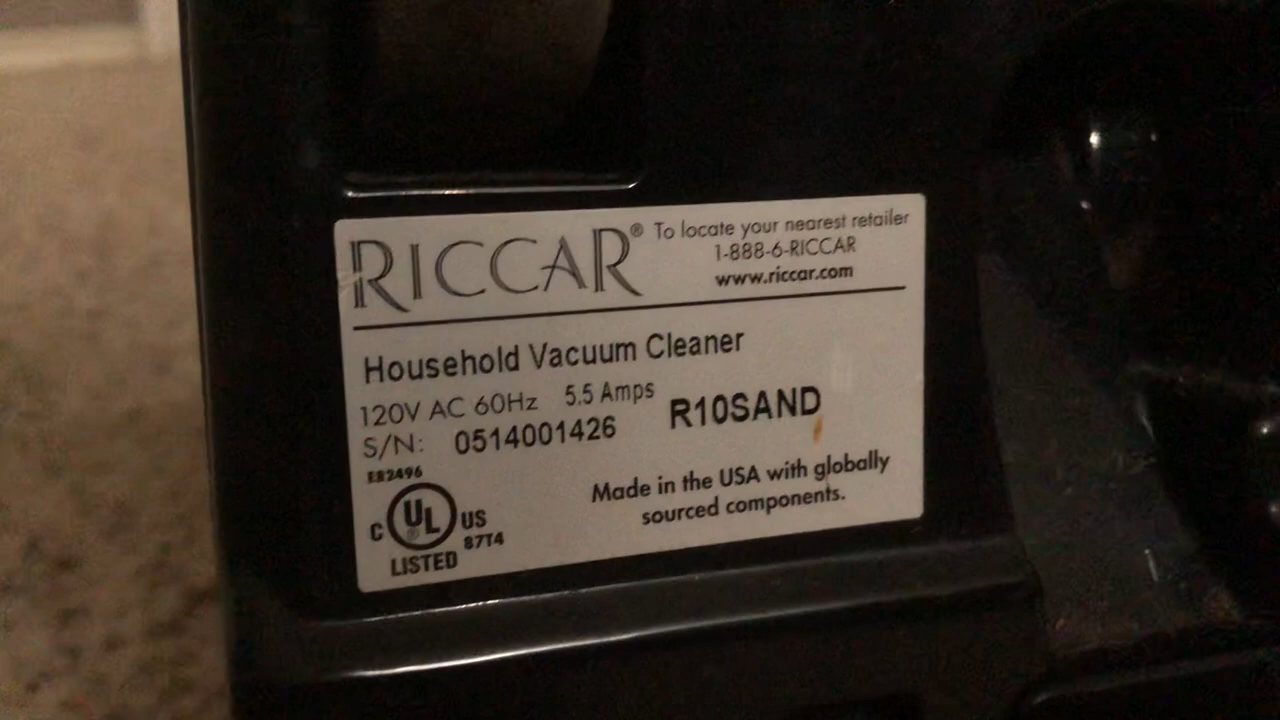 RICCAR®
To locate your nearest retailer
1-888-6-RICCAR
www.riccar.com
Household Vacuum Cleaner
120V AC 60Hz 5.5 Amps
R10SAND
S/N: 0514001426
E82496
C UL® US
87T4
LISTED
Made in the USA with globally
sourced components.